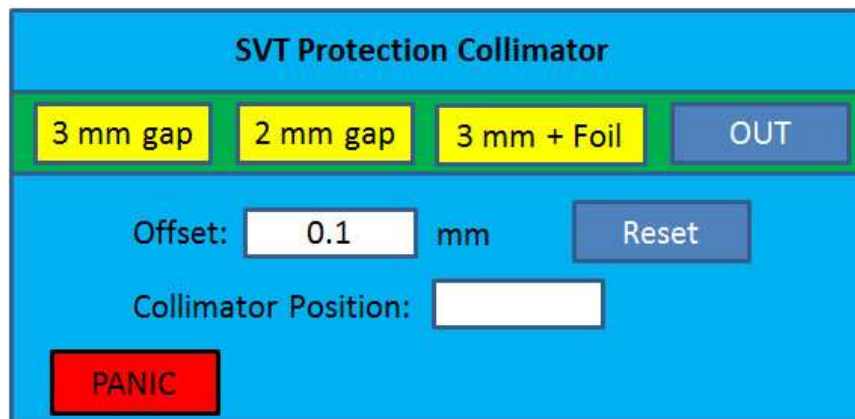 SVT Protection Collimator
3 mm gap 2 mm gap 3 mm + Foil OUT
Offset: 0.1 mm Reset
Collimator Position:
PANIC